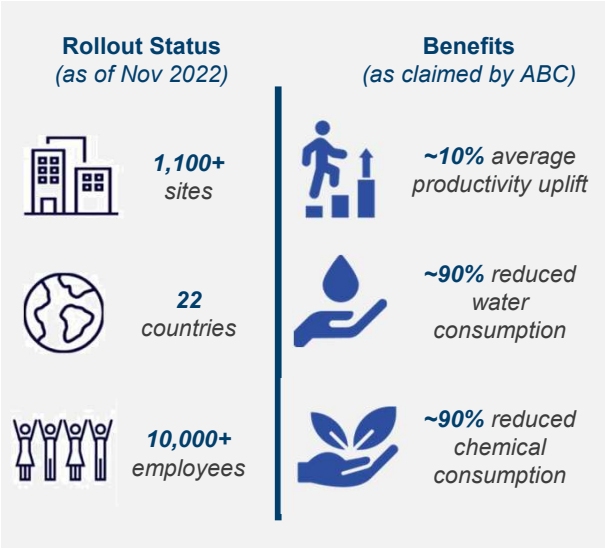 Rollout Status
(as of Nov 2022)
1,100+
sites
22
countries
10,000+
employees
Benefits
(as claimed by ABC)
~10% average
productivity uplift
~90% reduced
water
consumption
~90% reduced
chemical
consumption